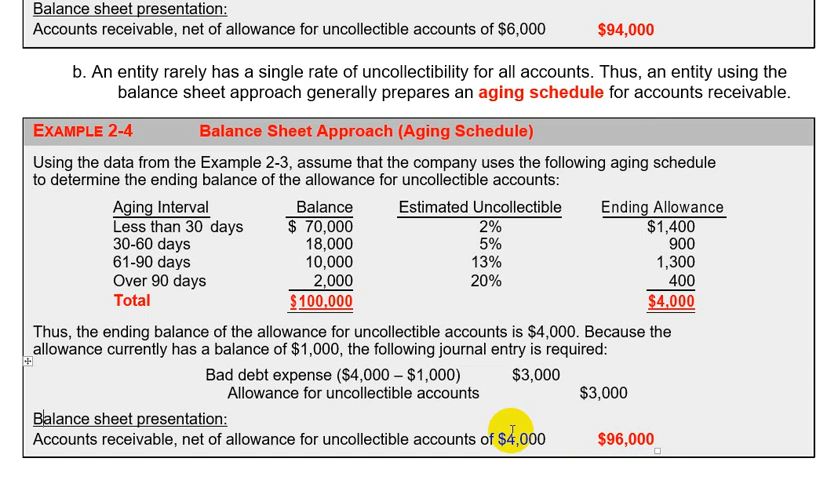 Balance sheet presentation:
Accounts receivable, net of allowance for uncollectible accounts of $6,000 $94,000
b. An entity rarely has a single rate of uncollectibility for all accounts. Thus, an entity using the
balance sheet approach generally prepares an aging schedule for accounts receivable.
EXAMPLE 2-4 Balance Sheet Approach (Aging Schedule)
Using the data from the Example 2-3, assume that the company uses the following aging schedule
to determine the ending balance of the allowance for uncollectible accounts:
Aging Interval Balance Estimated Uncollectible Ending Allowance
Less than 30 days $ 70,000 2% $1,400
30-60 days 18,000 5% 900
61-90 days 10,000 13% 1,300
Over 90 days 2,000 20% 400
Total $100,000 $4,000
Thus, the ending balance of the allowance for uncollectible accounts is $4,000. Because the
allowance currently has a balance of $1,000, the following journal entry is required:
Bad debt expense ($4,000 – $1,000) $3,000
Allowance for uncollectible accounts $3,000
Balance sheet presentation:
Accounts receivable, net of allowance for uncollectible accounts of $4,000 $96,000